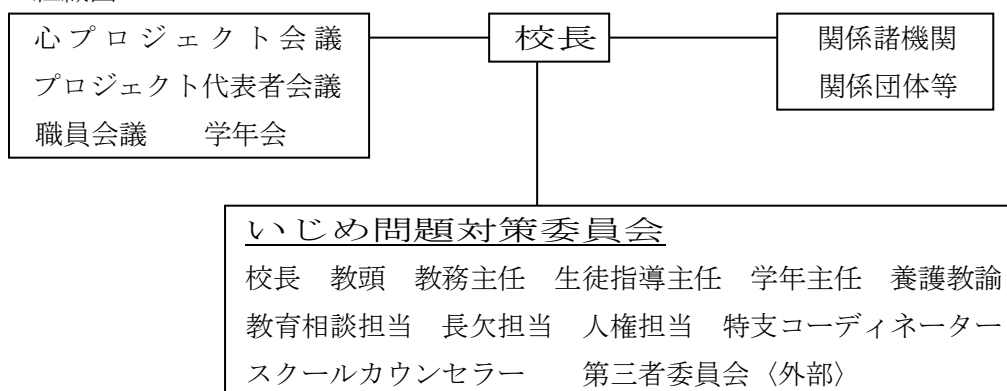 心プロジェクト会議
プロジェクト代表者会議
職員会議　　学年会
校長
関係諸機関
関係団体等
いじめ問題対策委員会
校長　教頭　教務主任　生徒指導主任　学年主任　養護教諭
教育相談担当　長欠担当　人権担当　特支コーディネーター
スクールカウンセラー　　第三者委員会〈外部〉